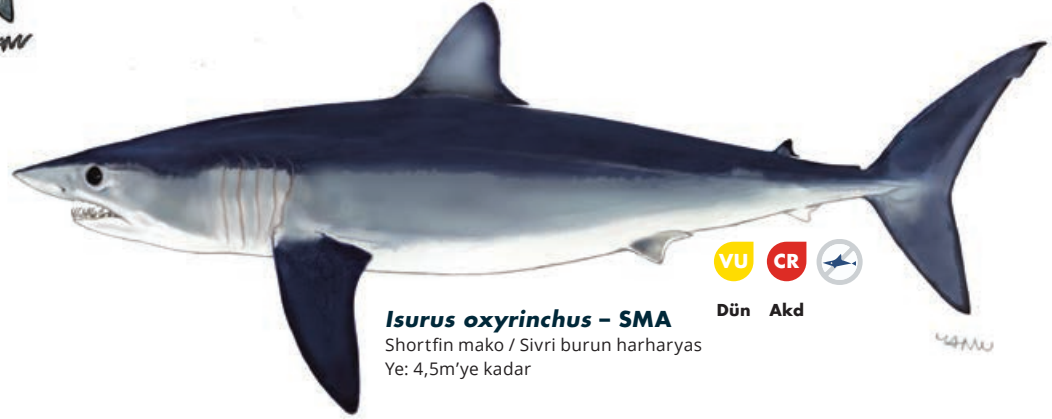 VU CR
Dün Akd
Isurus oxyrinchus – SMA
Shortfin mako / Sivri burun harharyas
Ye: 4,5m’ye kadar